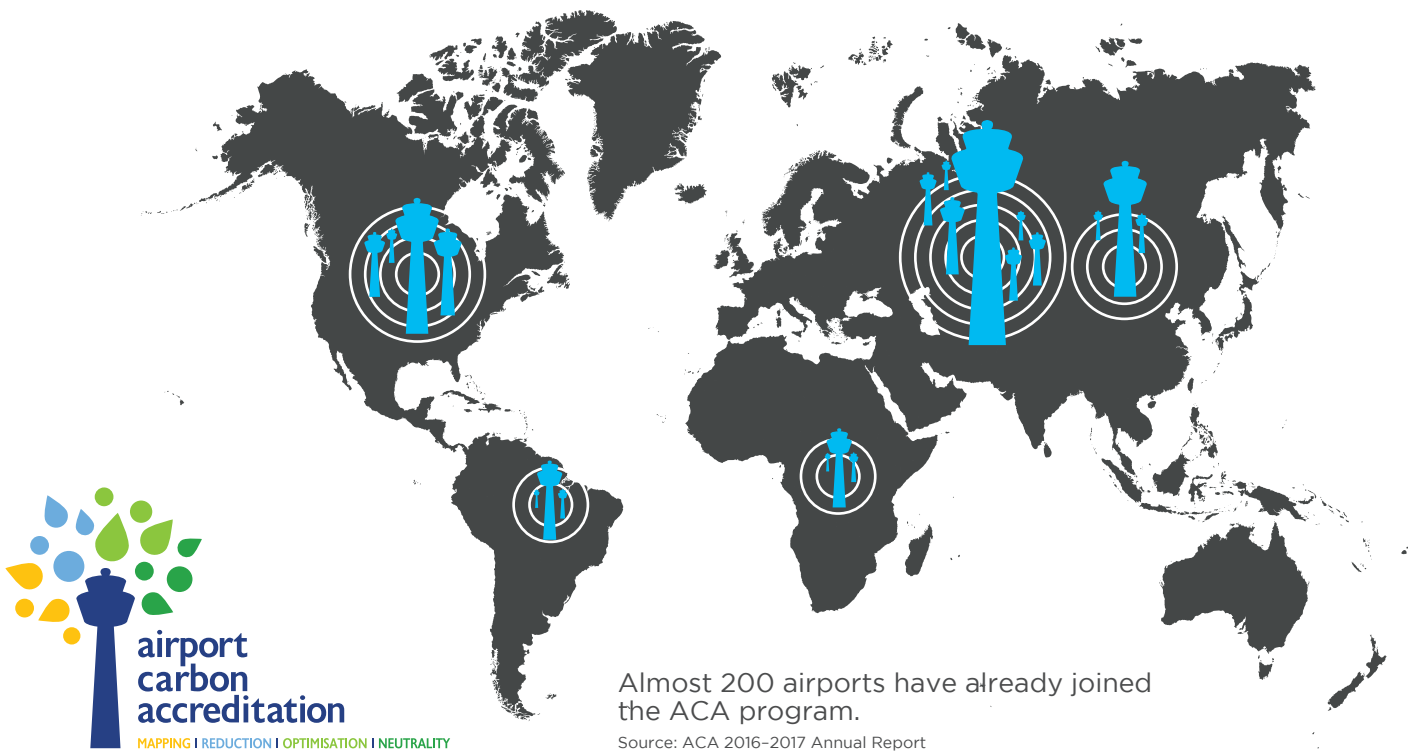 airport
carbon
accreditation
MAPPING I REDUCTION I OPTIMISATION I NEUTRALITY
Almost 200 airports have already joined
the ACA program.
Source: ACA 2016–2017 Annual Report